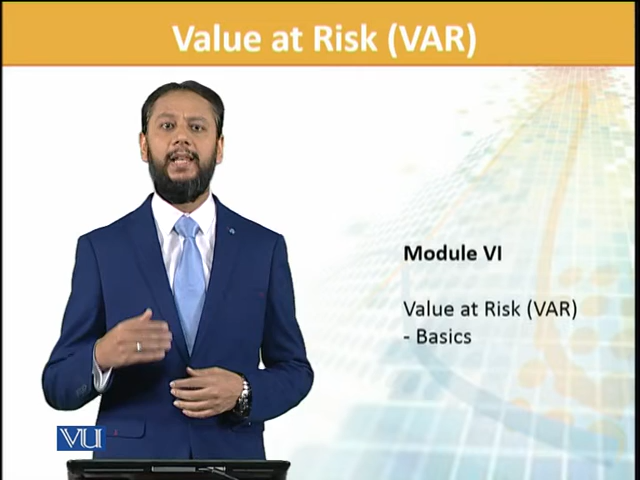 Value at Risk (VAR)
Module VI
Value at Risk (VAR)
- Basics
VU